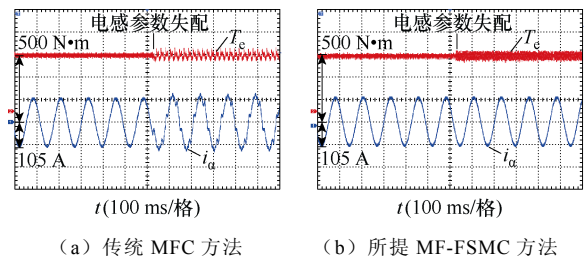 电感参数失配
500 N•m
Te
105 A
iα
t(100 ms/格)
（a）传统 MFC 方法
电感参数失配
500 N•m
Te
105 A
iα
t(100 ms/格)
（b）所提 MF-FSMC 方法